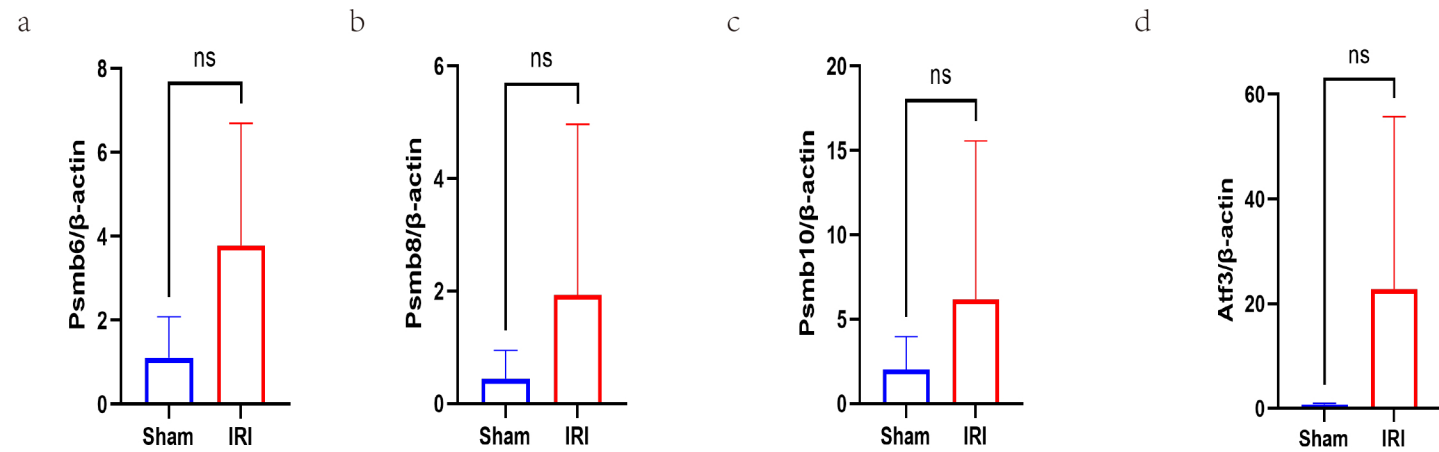 a
b
c
d
ns
8
6
4
2
0
Psmb6/β-actin
Sham
IRI
ns
6
4
2
0
Psmb8/β-actin
Sham
IRI
ns
20
15
10
5
0
Psmb10/β-actin
Sham
IRI
ns
60
40
20
0
Atf3/β-actin
Sham
IRI